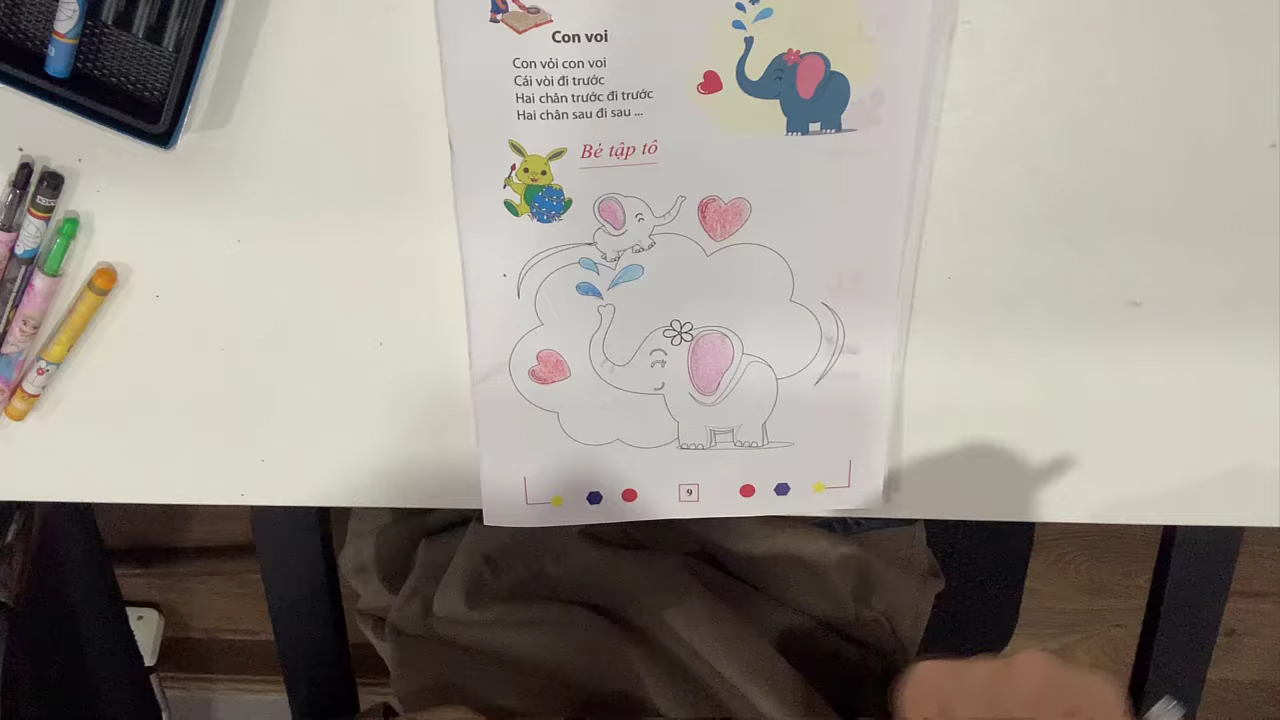 Con voi
Con vỏi con voi
Cái vòi đi trước
Hai chân trước đi trước
Hai chân sau đi sau ...
Bé tập tô
9